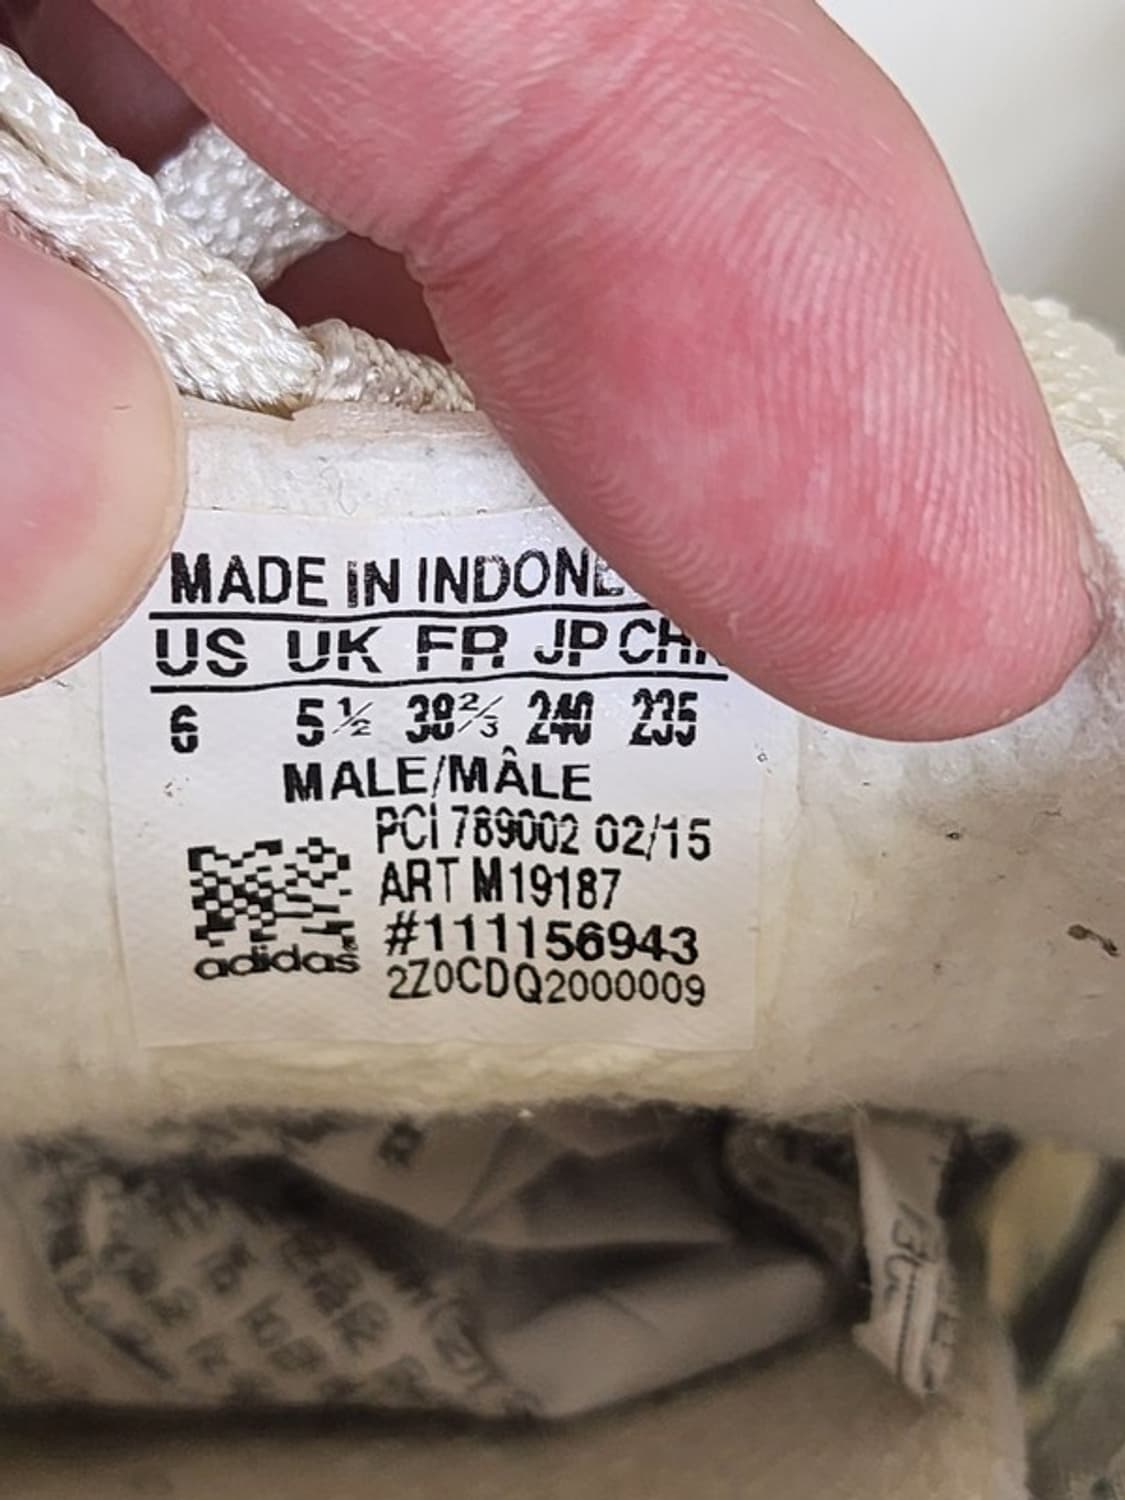 MADE IN INDONE
US UK FR JP CH
6 5½ 38⅔ 240 235
MALE/MÂLE
PCI 789002 02/15
ART M19187
#111156943
adidas®
2Z0CDQ2000009